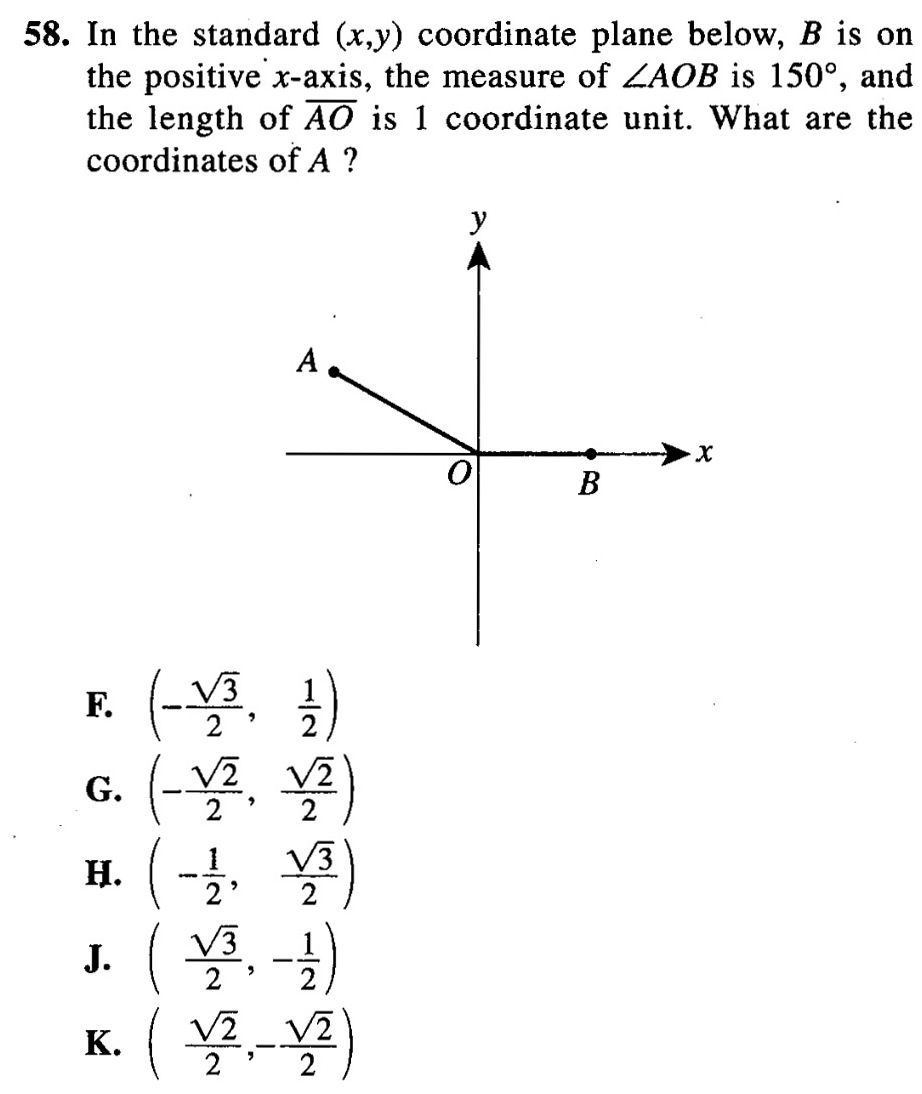 58. In the standard (x,y) coordinate plane below, B is on
the positive x-axis, the measure of ∠AOB is 150°, and
the length of A̅O̅ is 1 coordinate unit. What are the
coordinates of A ?
y
A
x
O
B
F. (-√3/2, 1/2)
G. (-√2/2, √2/2)
H. (-1/2, √3/2)
J. (√3/2, -1/2)
K. (√2/2, -√2/2)